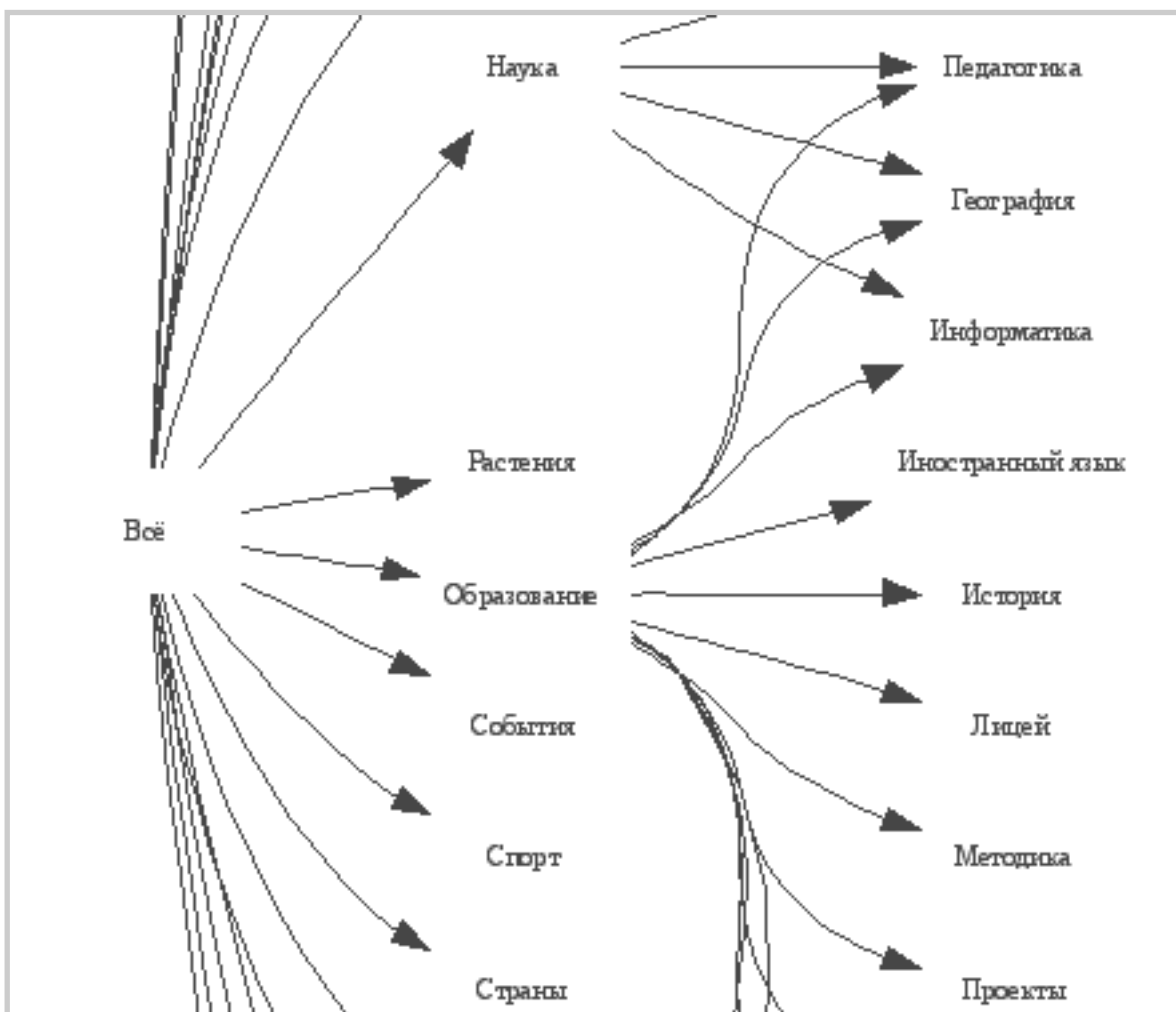 Наука
Педагогика
География
Информатика
Растения
Иностранный язык
Всё
Образование
История
События
Лицей
Спорт
Методика
Страны
Проекты